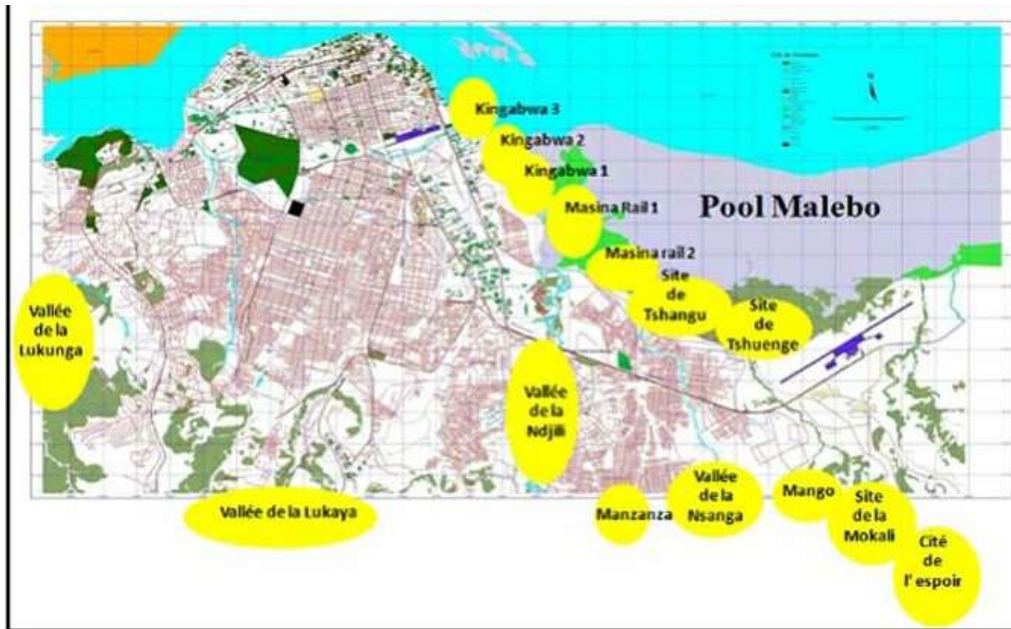 Kingabwa 3
Kingabwa 2
Kingabwa 1
Masina Rail 1
Pool Malebo
Masina rail 2
Site
de
Tshangu
Site
de
Tshuenge
Vallée
de la
Lukunga
Vallée
de la
Ndjili
Vallée de la Lukaya
Manzanza
Vallée
de la
Nsanga
Mango
Site
de la
Mokali
Cité
de
l' espoir